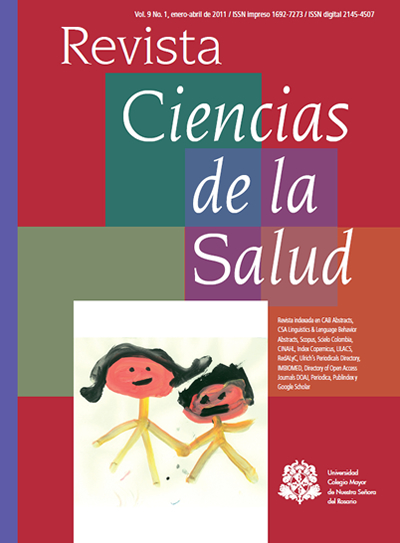 Vol. 9 No. 1, enero-abril de 2011 / ISSN impreso 1692-7273 / ISSN digital 2145-4507
Revista
Ciencias
de la
Salud
Revista indexada en CAB Abstracts,
CSA Linguistics & Language Behavior
Abstracts, Scopus, Scielo Colombia,
CINAHL, Index Copernicus, LILACS,
RedALyC, Ulrich's Periodicals Directory,
IMBIOMED, Directory of Open Access
Journals DOAJ, Periodica, Publindex y
Google Scholar
Universidad
Colegio Mayor
de Nuestra Señora
del Rosario